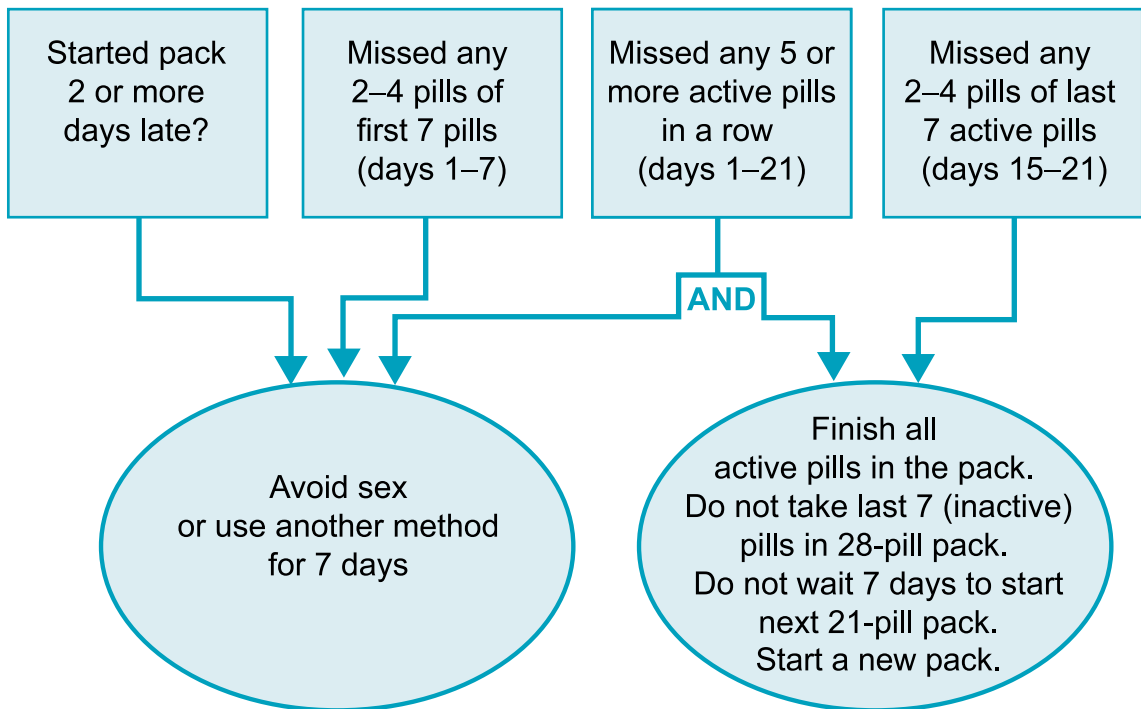 Started pack
2 or more
days late?
Missed any
2–4 pills of
first 7 pills
(days 1–7)
Missed any 5 or
more active pills
in a row
(days 1–21)
Missed any
2–4 pills of last
7 active pills
(days 15–21)
AND
Avoid sex
or use another method
for 7 days
Finish all
active pills in the pack.
Do not take last 7 (inactive)
pills in 28-pill pack.
Do not wait 7 days to start
next 21-pill pack.
Start a new pack.